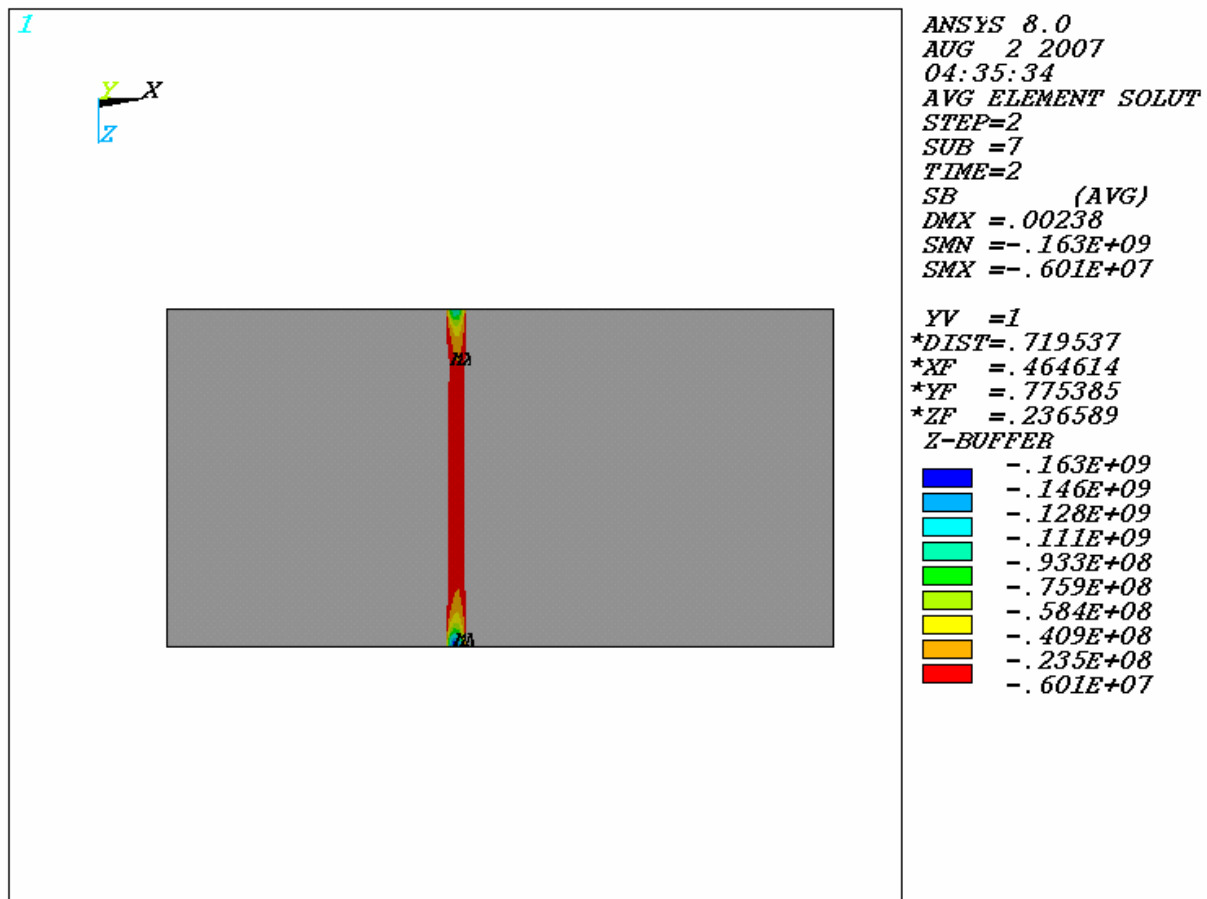 1
Y X
Z
MX
ANSYS 8.0
AUG 2 2007
04:35:34
AVG ELEMENT SOLUT
STEP=2
SUB =7
TIME=2
SB (AVG)
DMX =.00238
SMN =-.163E+09
SMX =-.601E+07
YV =1
*DIST=.719537
*XF =.464614
*YF =.775385
*ZF =.236589
Z-BUFFER
-.163E+09
-.146E+09
-.128E+09
-.111E+09
-.933E+08
-.759E+08
-.584E+08
-.409E+08
-.235E+08
-.601E+07